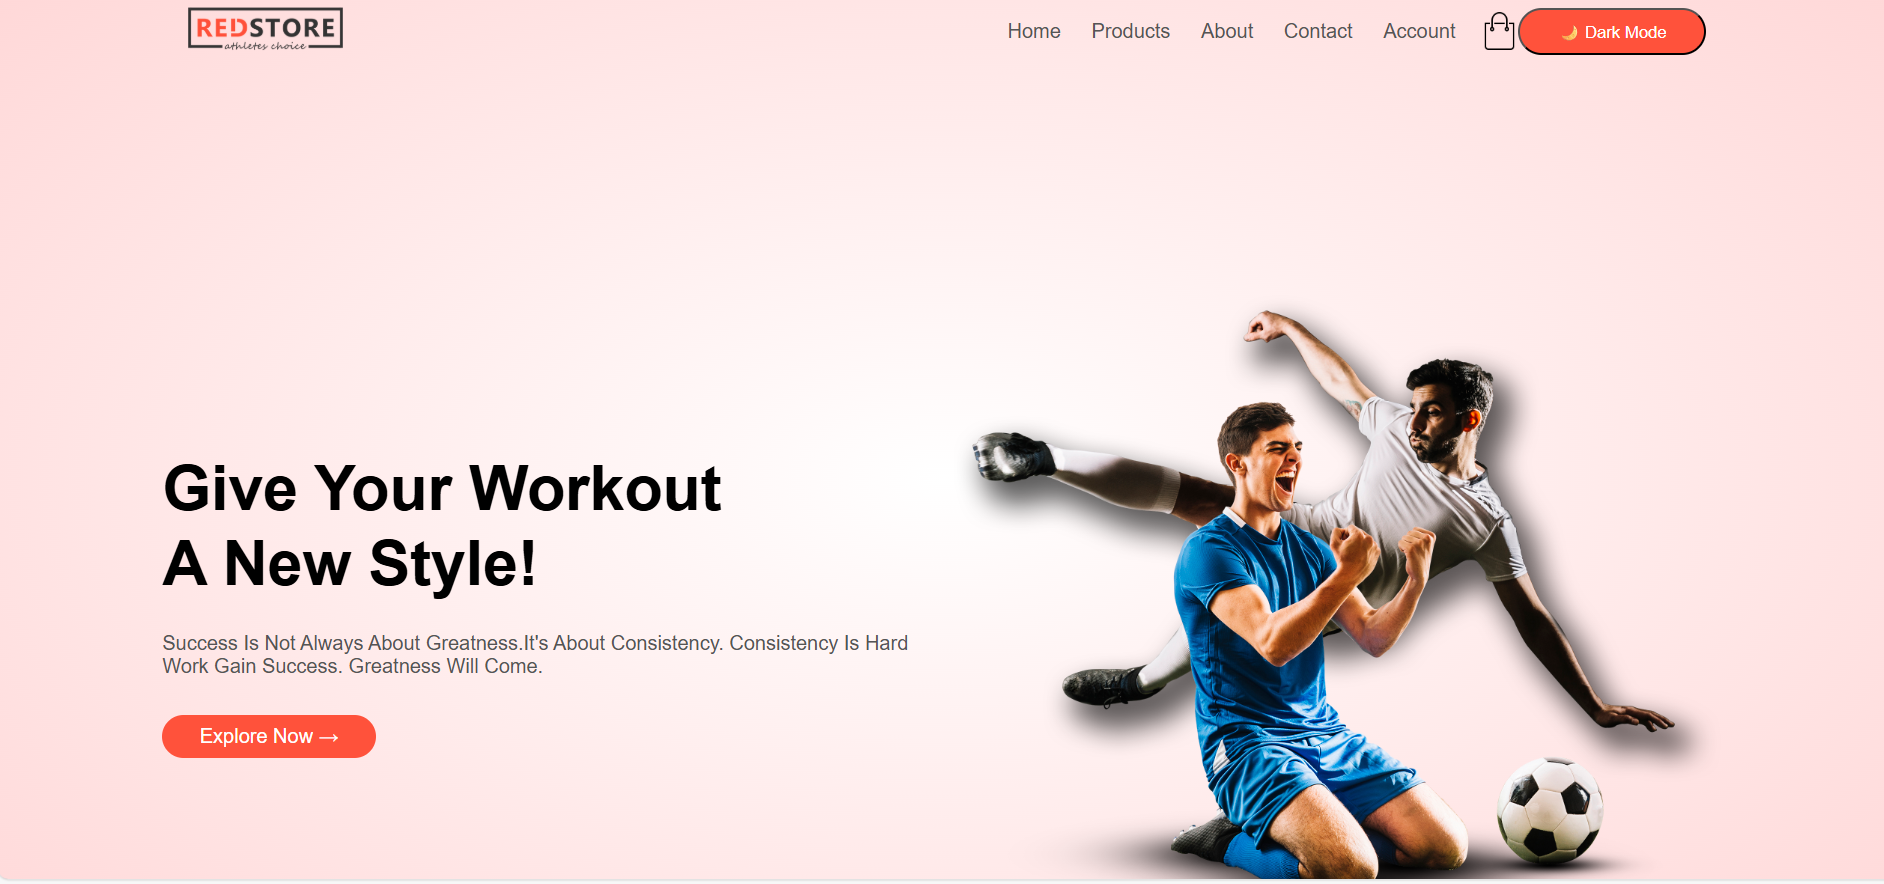 REDSTORE
athletes choice
Home Products About Contact Account 🌙 Dark Mode
Give Your Workout
A New Style!
Success Is Not Always About Greatness.It's About Consistency. Consistency Is Hard
Work Gain Success. Greatness Will Come.
Explore Now →